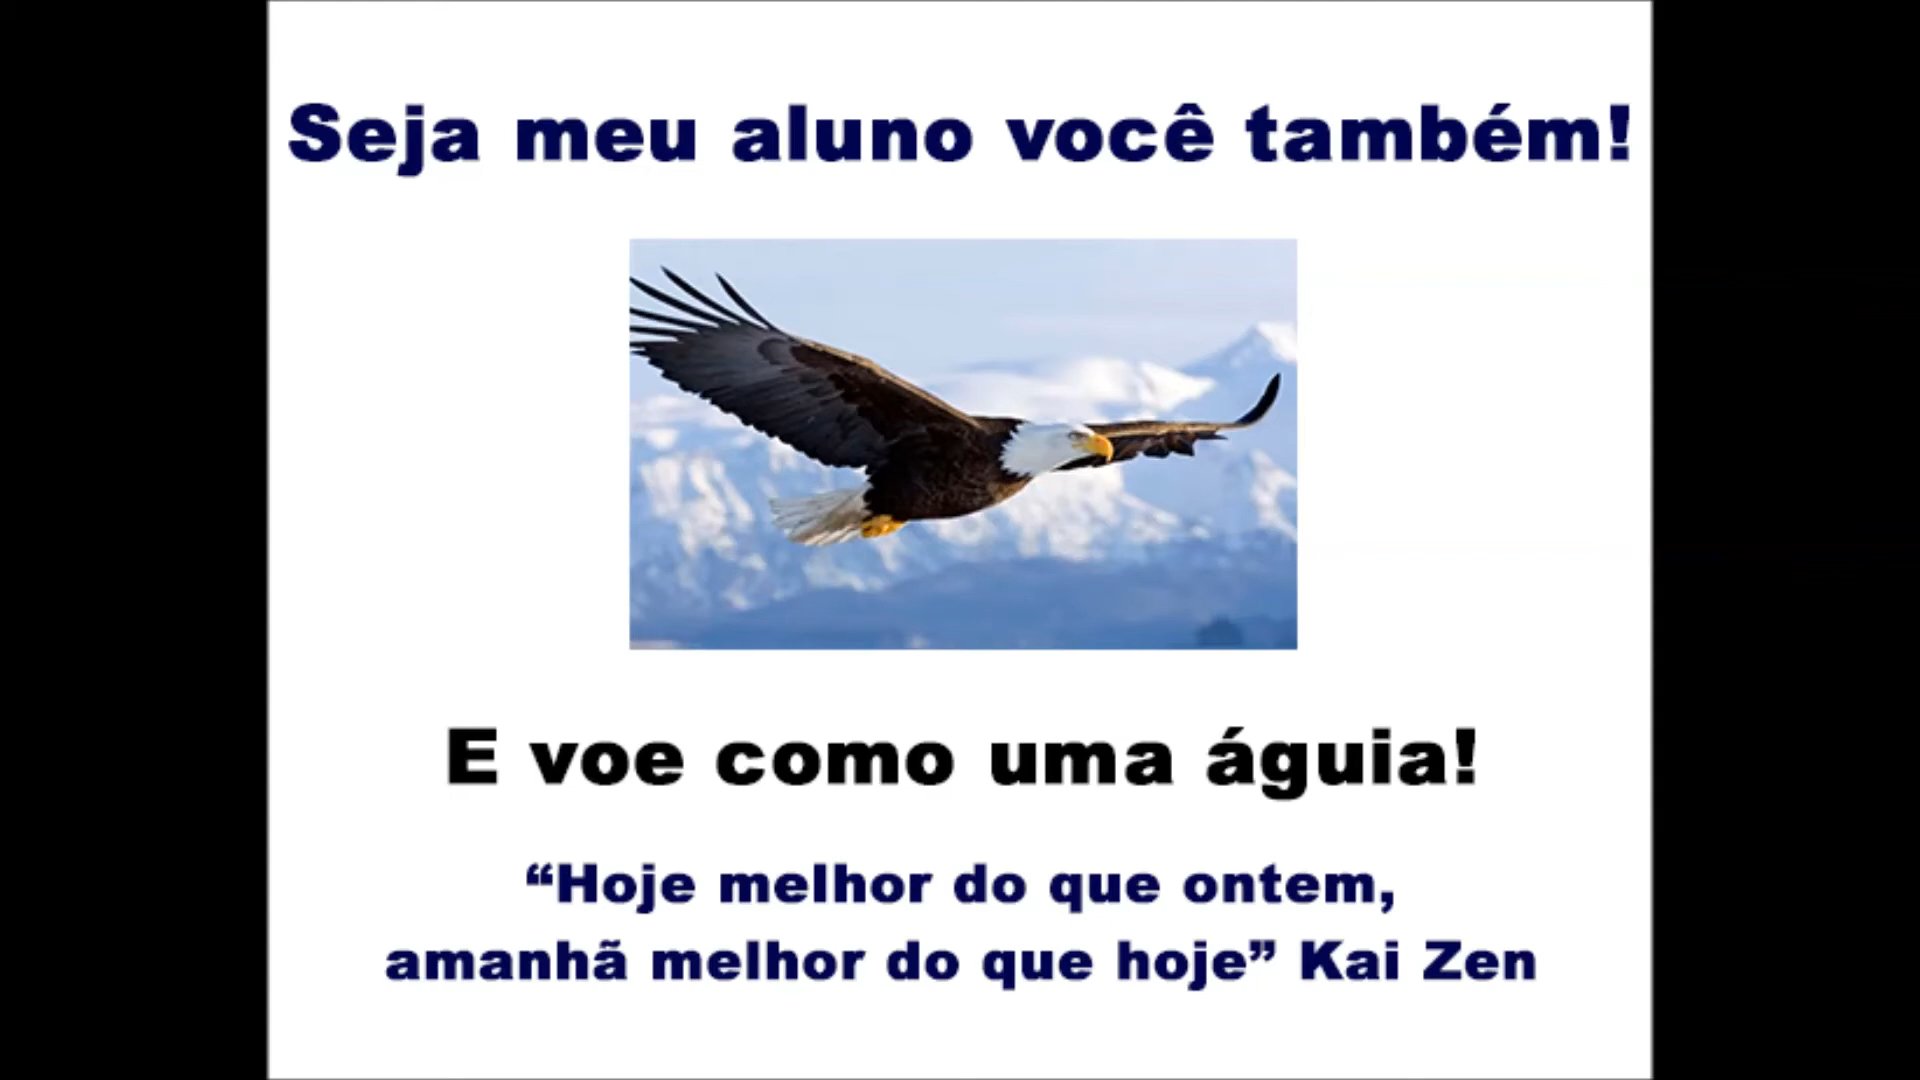 Seja meu aluno você também!
E voe como uma águia!
“Hoje melhor do que ontem,
amanhã melhor do que hoje” Kai Zen